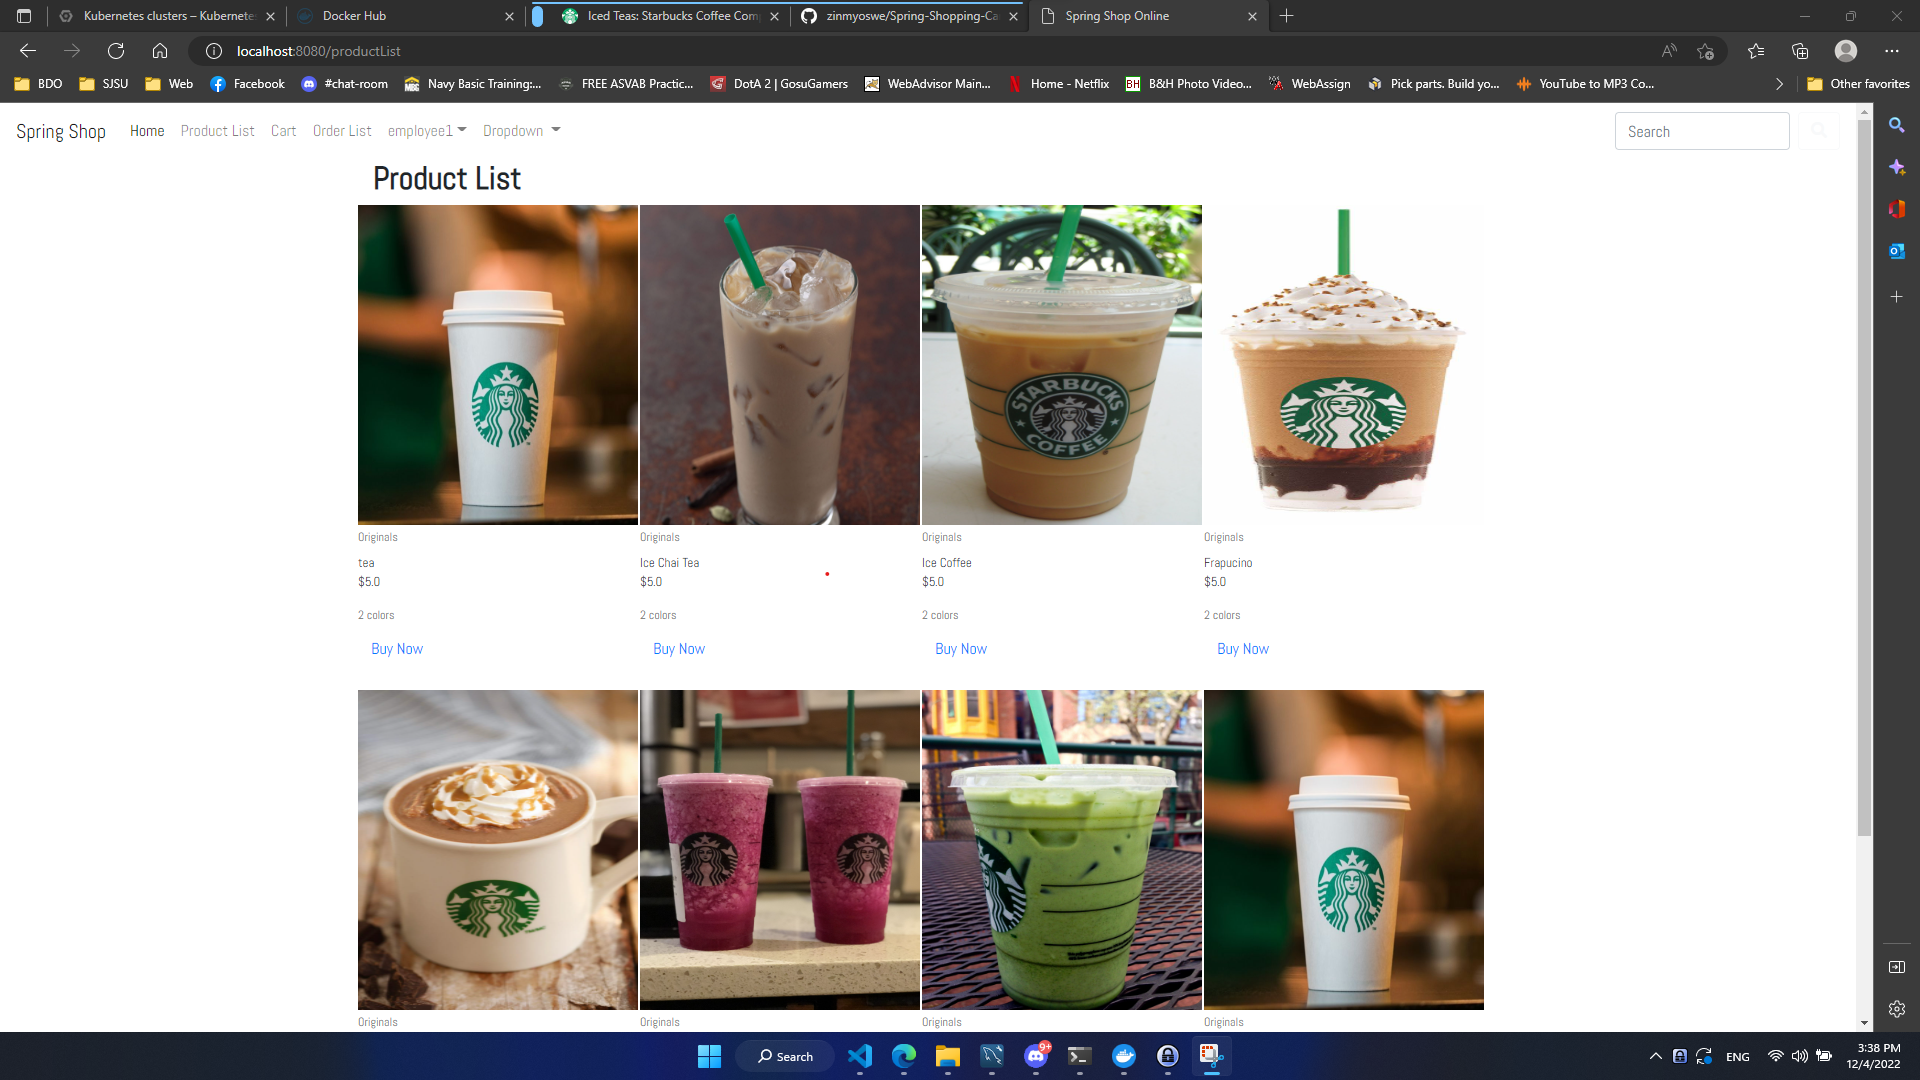 Kubernetes clusters – Kubernetes
Docker Hub
Iced Teas: Starbucks Coffee Com
zinmyoswe/Spring-Shopping-Ca
Spring Shop Online
localhost:8080/productList
BDO
SJSU
Web
Facebook
#chat-room
Navy Basic Training:...
FREE ASVAB Practic...
DotA 2 | GosuGamers
WebAdvisor Main...
Home - Netflix
B&H Photo Video...
WebAssign
Pick parts. Build yo...
YouTube to MP3 Co...
Other favorites
Spring Shop
Home
Product List
Cart
Order List
employee1
Dropdown
Search
Product List
STARBUCKS
COFFEE
Originals
Originals
Originals
Originals
tea
Ice Chai Tea
Ice Coffee
Frapucino
$5.0
$5.0
$5.0
$5.0
2 colors
2 colors
2 colors
2 colors
Buy Now
Buy Now
Buy Now
Buy Now
Originals
Originals
Originals
Originals
Search
9+
ENG
3:38 PM
12/4/2022